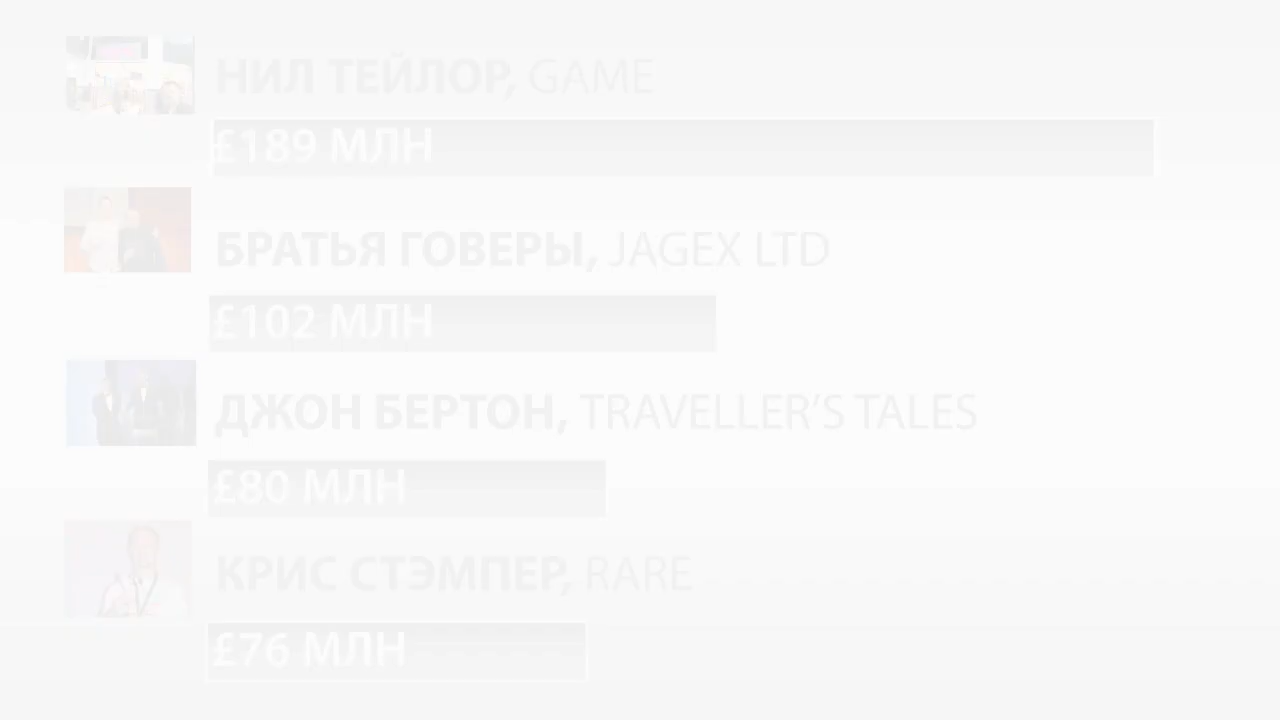 НИЛ ТЕЙЛОР, GAME
£189 МЛН
БРАТЬЯ ГОВЕРЫ, JAGEX LTD
£102 МЛН
ДЖОН БЕРТОН, TRAVELLER’S TALES
£80 МЛН
КРИС СТЭМПЕР, RARE
£76 МЛН